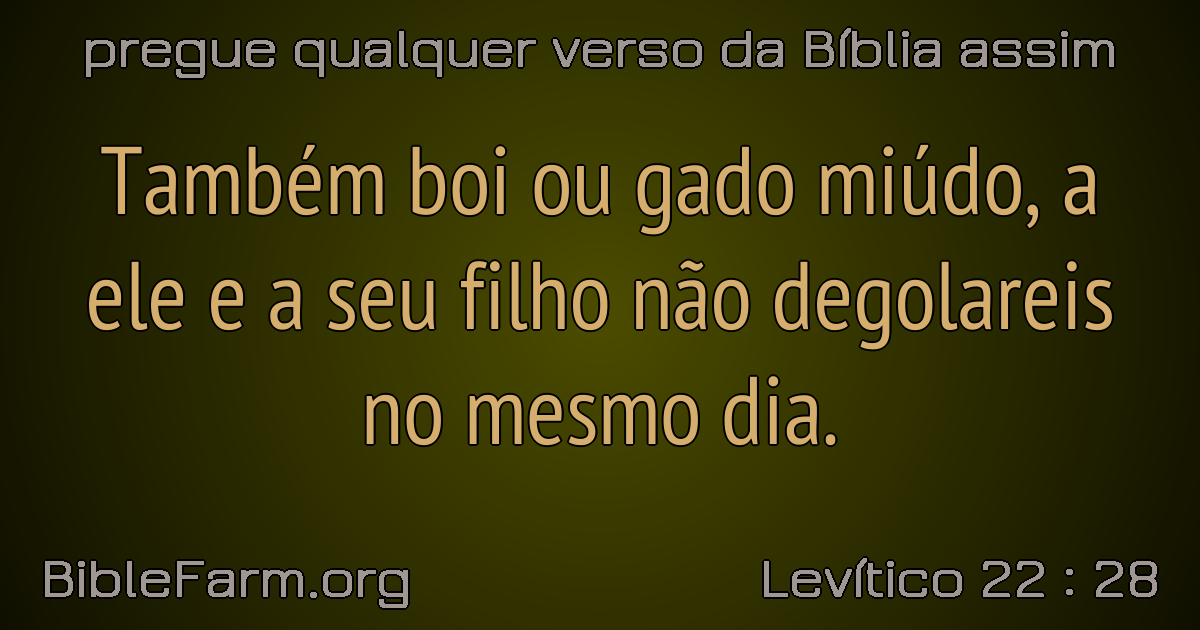 pregue qualquer verso da Bíblia assim
Também boi ou gado miúdo, a
ele e a seu filho não degolareis
no mesmo dia.
BibleFarm.org
Levítico 22 : 28